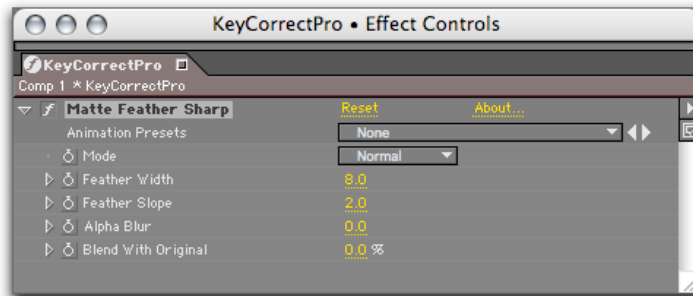 KeyCorrectPro • Effect Controls
KeyCorrectPro
Comp 1 * KeyCorrectPro
Matte Feather Sharp Reset About...
Animation Presets None
Mode Normal
Feather Width 8.0
Feather Slope 2.0
Alpha Blur 0.0
Blend With Original 0.0 %